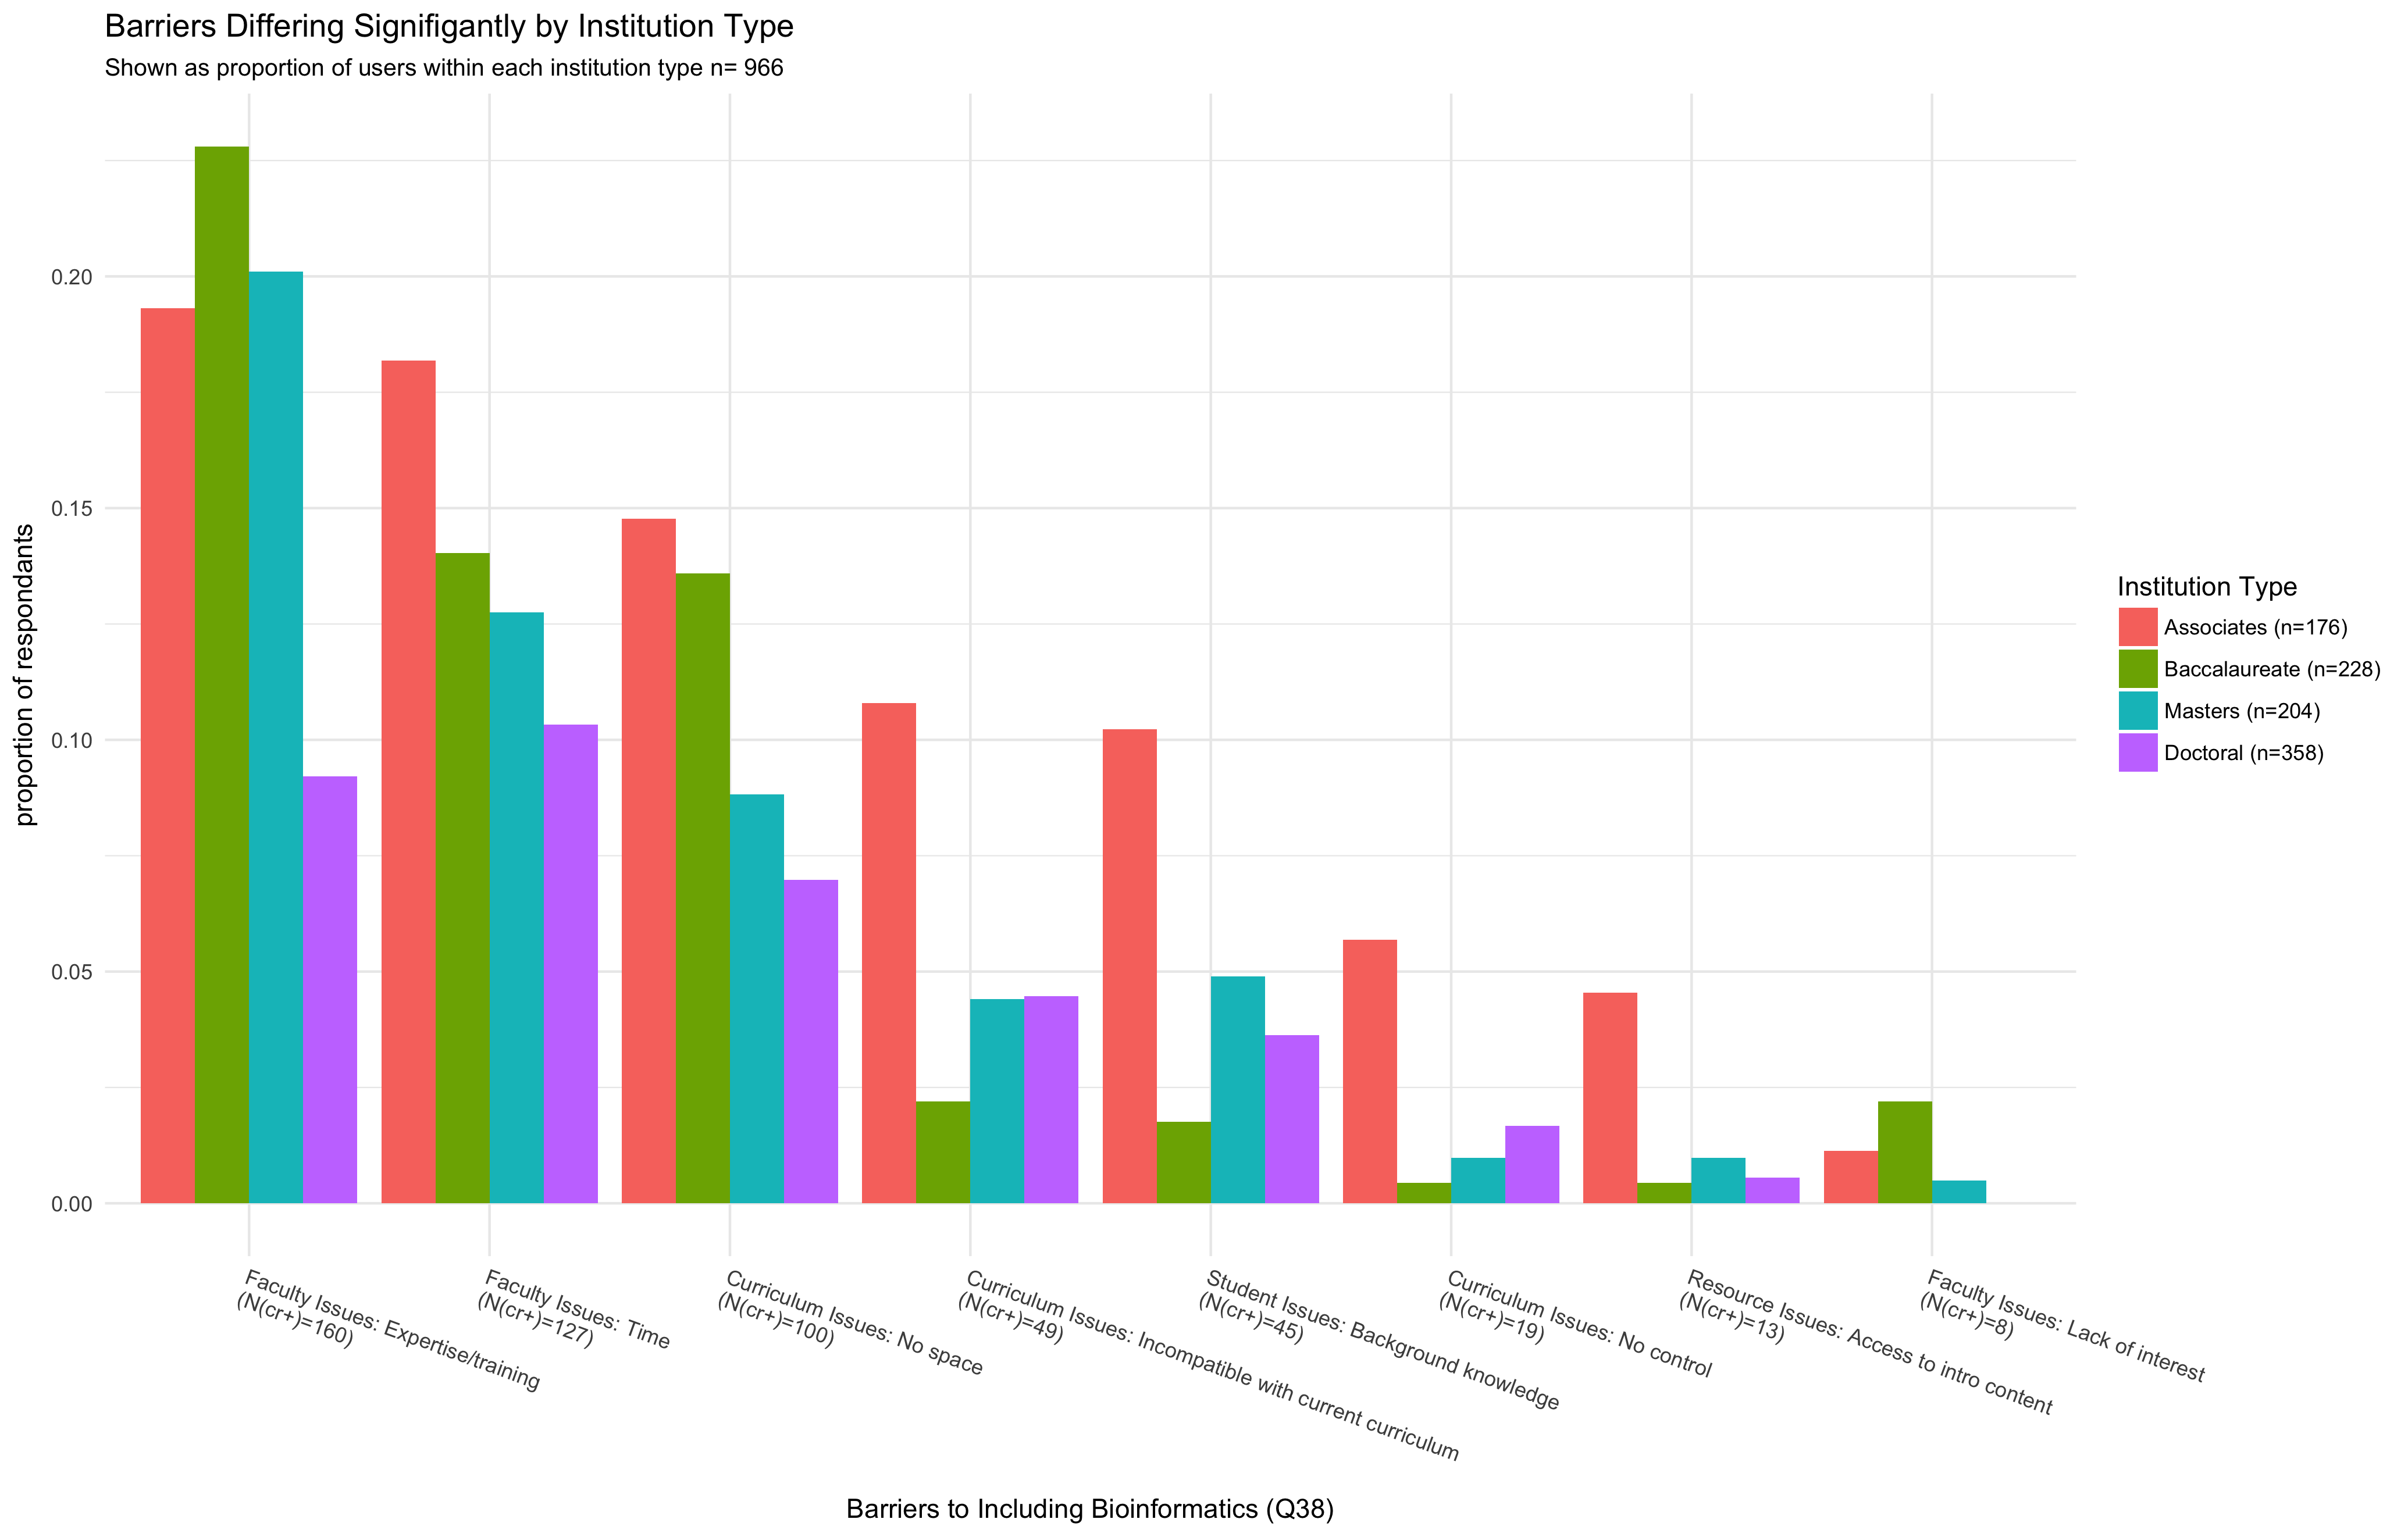 Barriers Differing Signifigantly by Institution Type
Shown as proportion of users within each institution type n= 966
proportion of respondants
0.20
0.15
0.10
0.05
0.00
Faculty Issues: Expertise/training
(N(cr+)=160)
Faculty Issues: Time
(N(cr+)=127)
Curriculum Issues: No space
(N(cr+)=100)
Curriculum Issues: Incompatible with current curriculum
(N(cr+)=49)
Student Issues: Background knowledge
(N(cr+)=45)
Curriculum Issues: No control
(N(cr+)=19)
Resource Issues: Access to intro content
(N(cr+)=13)
Faculty Issues: Lack of interest
(N(cr+)=8)
Barriers to Including Bioinformatics (Q38)
Institution Type
Associates (n=176)
Baccalaureate (n=228)
Masters (n=204)
Doctoral (n=358)